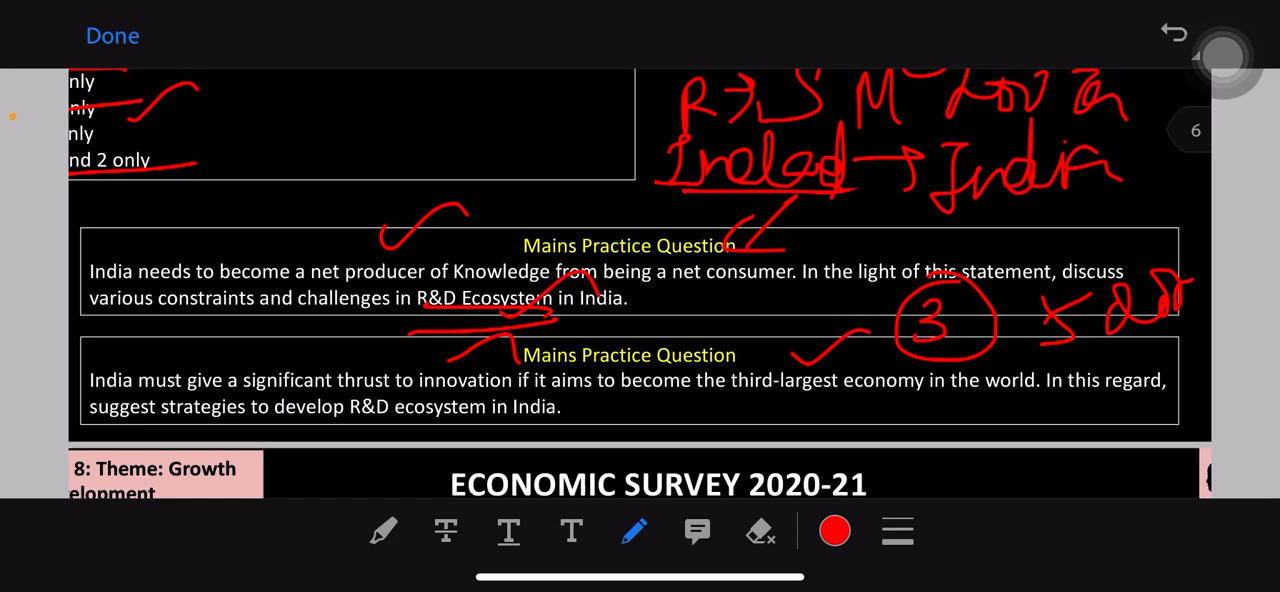 Done
nly
nly
nly
nd 2 only
India
6
Mains Practice Question
India needs to become a net producer of Knowledge from being a net consumer. In the light of this statement, discuss
various constraints and challenges in R&D Ecosystem in India.
3
Mains Practice Question
India must give a significant thrust to innovation if it aims to become the third-largest economy in the world. In this regard,
suggest strategies to develop R&D ecosystem in India.
8: Theme: Growth
elopment
ECONOMIC SURVEY 2020-21
T
T
T